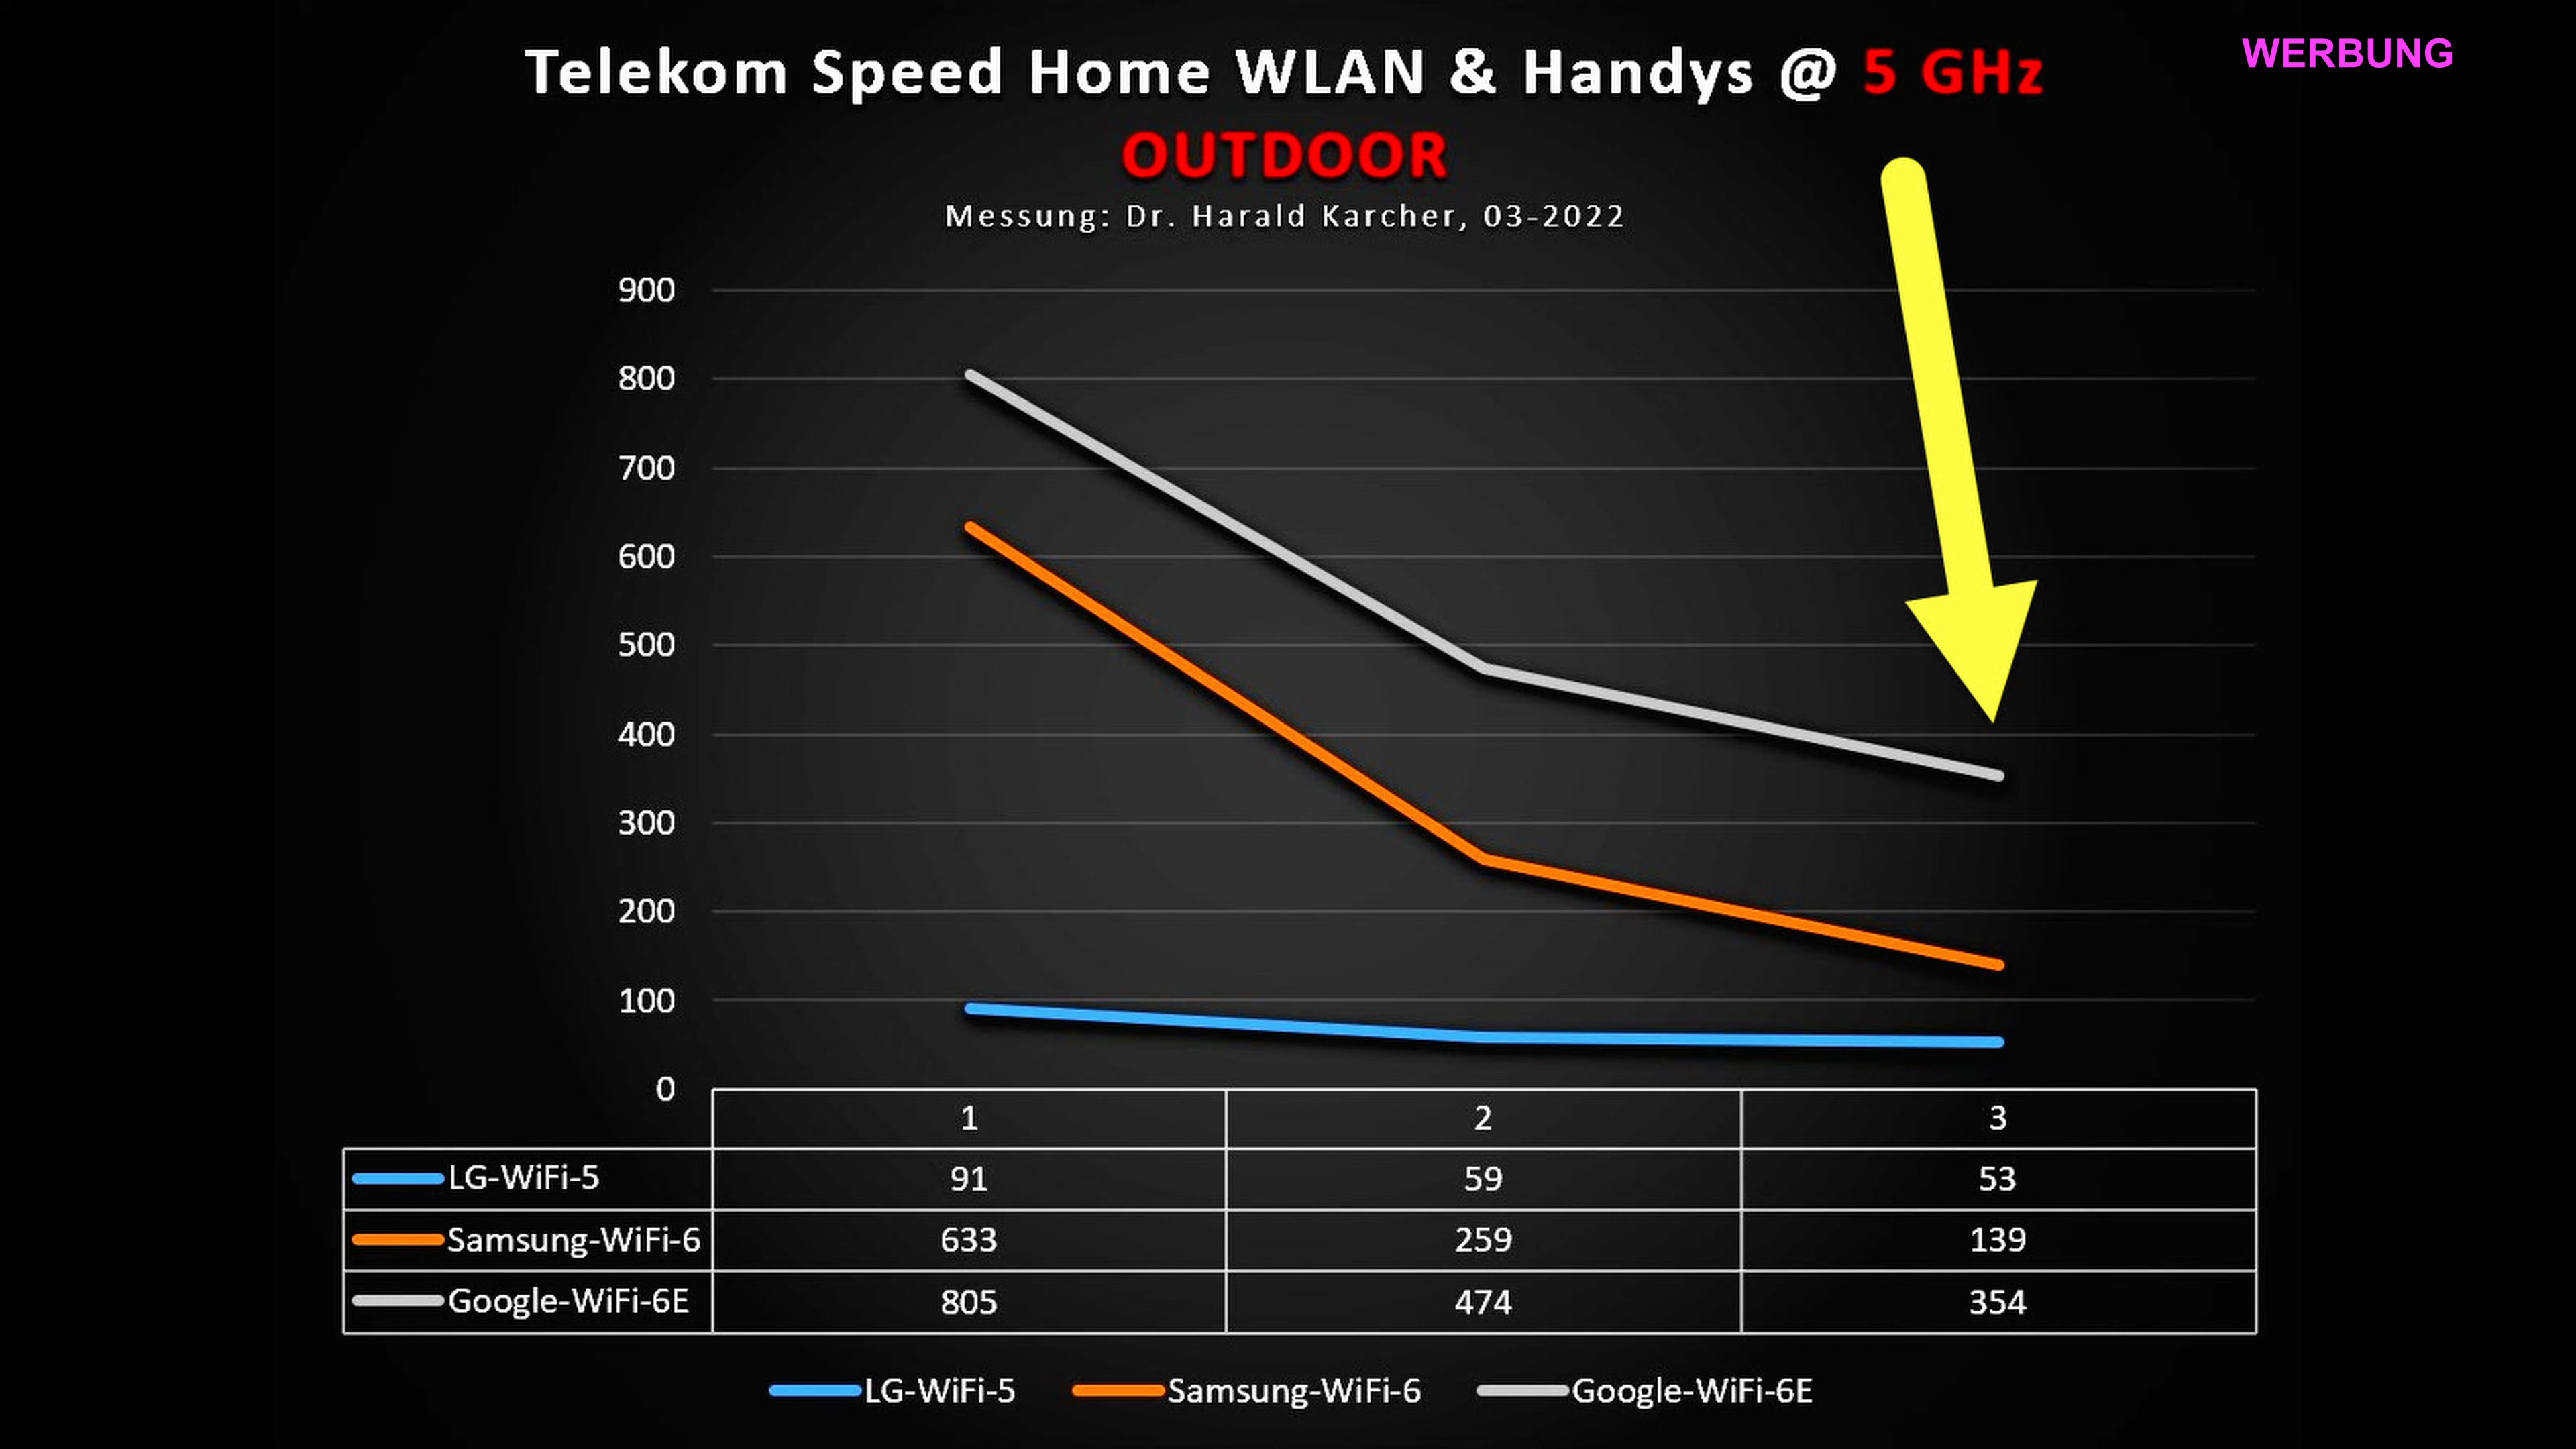 Telekom Speed Home WLAN & Handys @ 5 GHz
WERBUNG
OUTDOOR
Messung: Dr. Harald Karcher, 03-2022
900
800
700
600
500
400
300
200
100
0
1 2 3
LG-WiFi-5 91 59 53
Samsung-WiFi-6 633 259 139
Google-WiFi-6E 805 474 354
LG-WiFi-5 Samsung-WiFi-6 Google-WiFi-6E